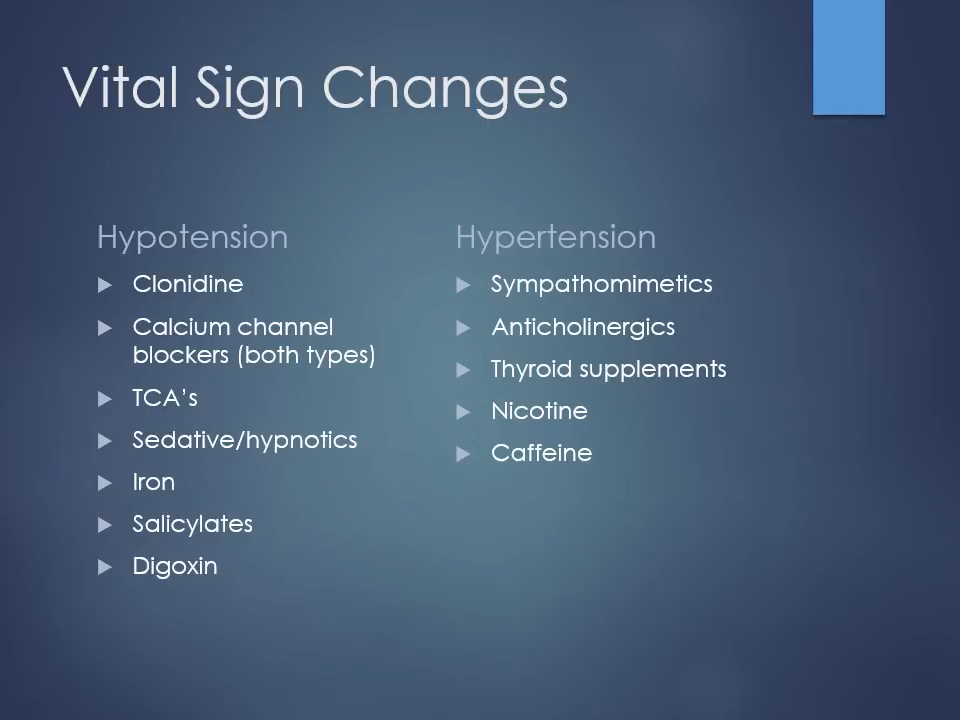 Vital Sign Changes
Hypotension
Clonidine
Calcium channel
blockers (both types)
TCA's
Sedative/hypnotics
Iron
Salicylates
Digoxin
Hypertension
Sympathomimetics
Anticholinergics
Thyroid supplements
Nicotine
Caffeine